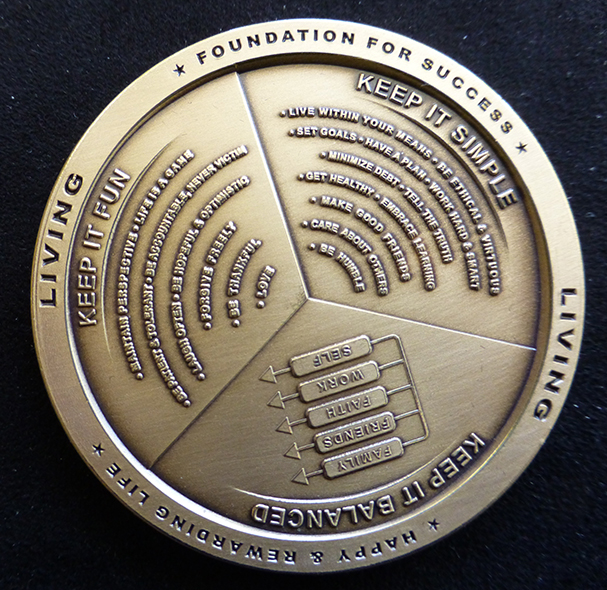 ★ FOUNDATION FOR SUCCESS ★
LIVING
★ HAPPY & REWARDING LIFE ★
LIVING
KEEP IT SIMPLE
• LIVE WITHIN YOUR MEANS • BE ETHICAL & VIRTUOUS
• SET GOALS • HAVE A PLAN • WORK HARD & SMART
• MINIMIZE DEBT • TELL THE TRUTH
• GET HEALTHY • EMBRACE LEARNING
• MAKE GOOD FRIENDS
• CARE ABOUT OTHERS
• BE HUMBLE
KEEP IT BALANCED
FAMILY
FRIENDS
FAITH
WORK
SELF
KEEP IT FUN
• MAINTAIN PERSPECTIVE • LIFE IS A GAME
• BE PATIENT & TOLERANT • BE ACCOUNTABLE, NEVER VICTIM
• LAUGH OFTEN • BE HOPEFUL & OPTIMISTIC
• FORGIVE FREELY
• BE THANKFUL
• LOVE